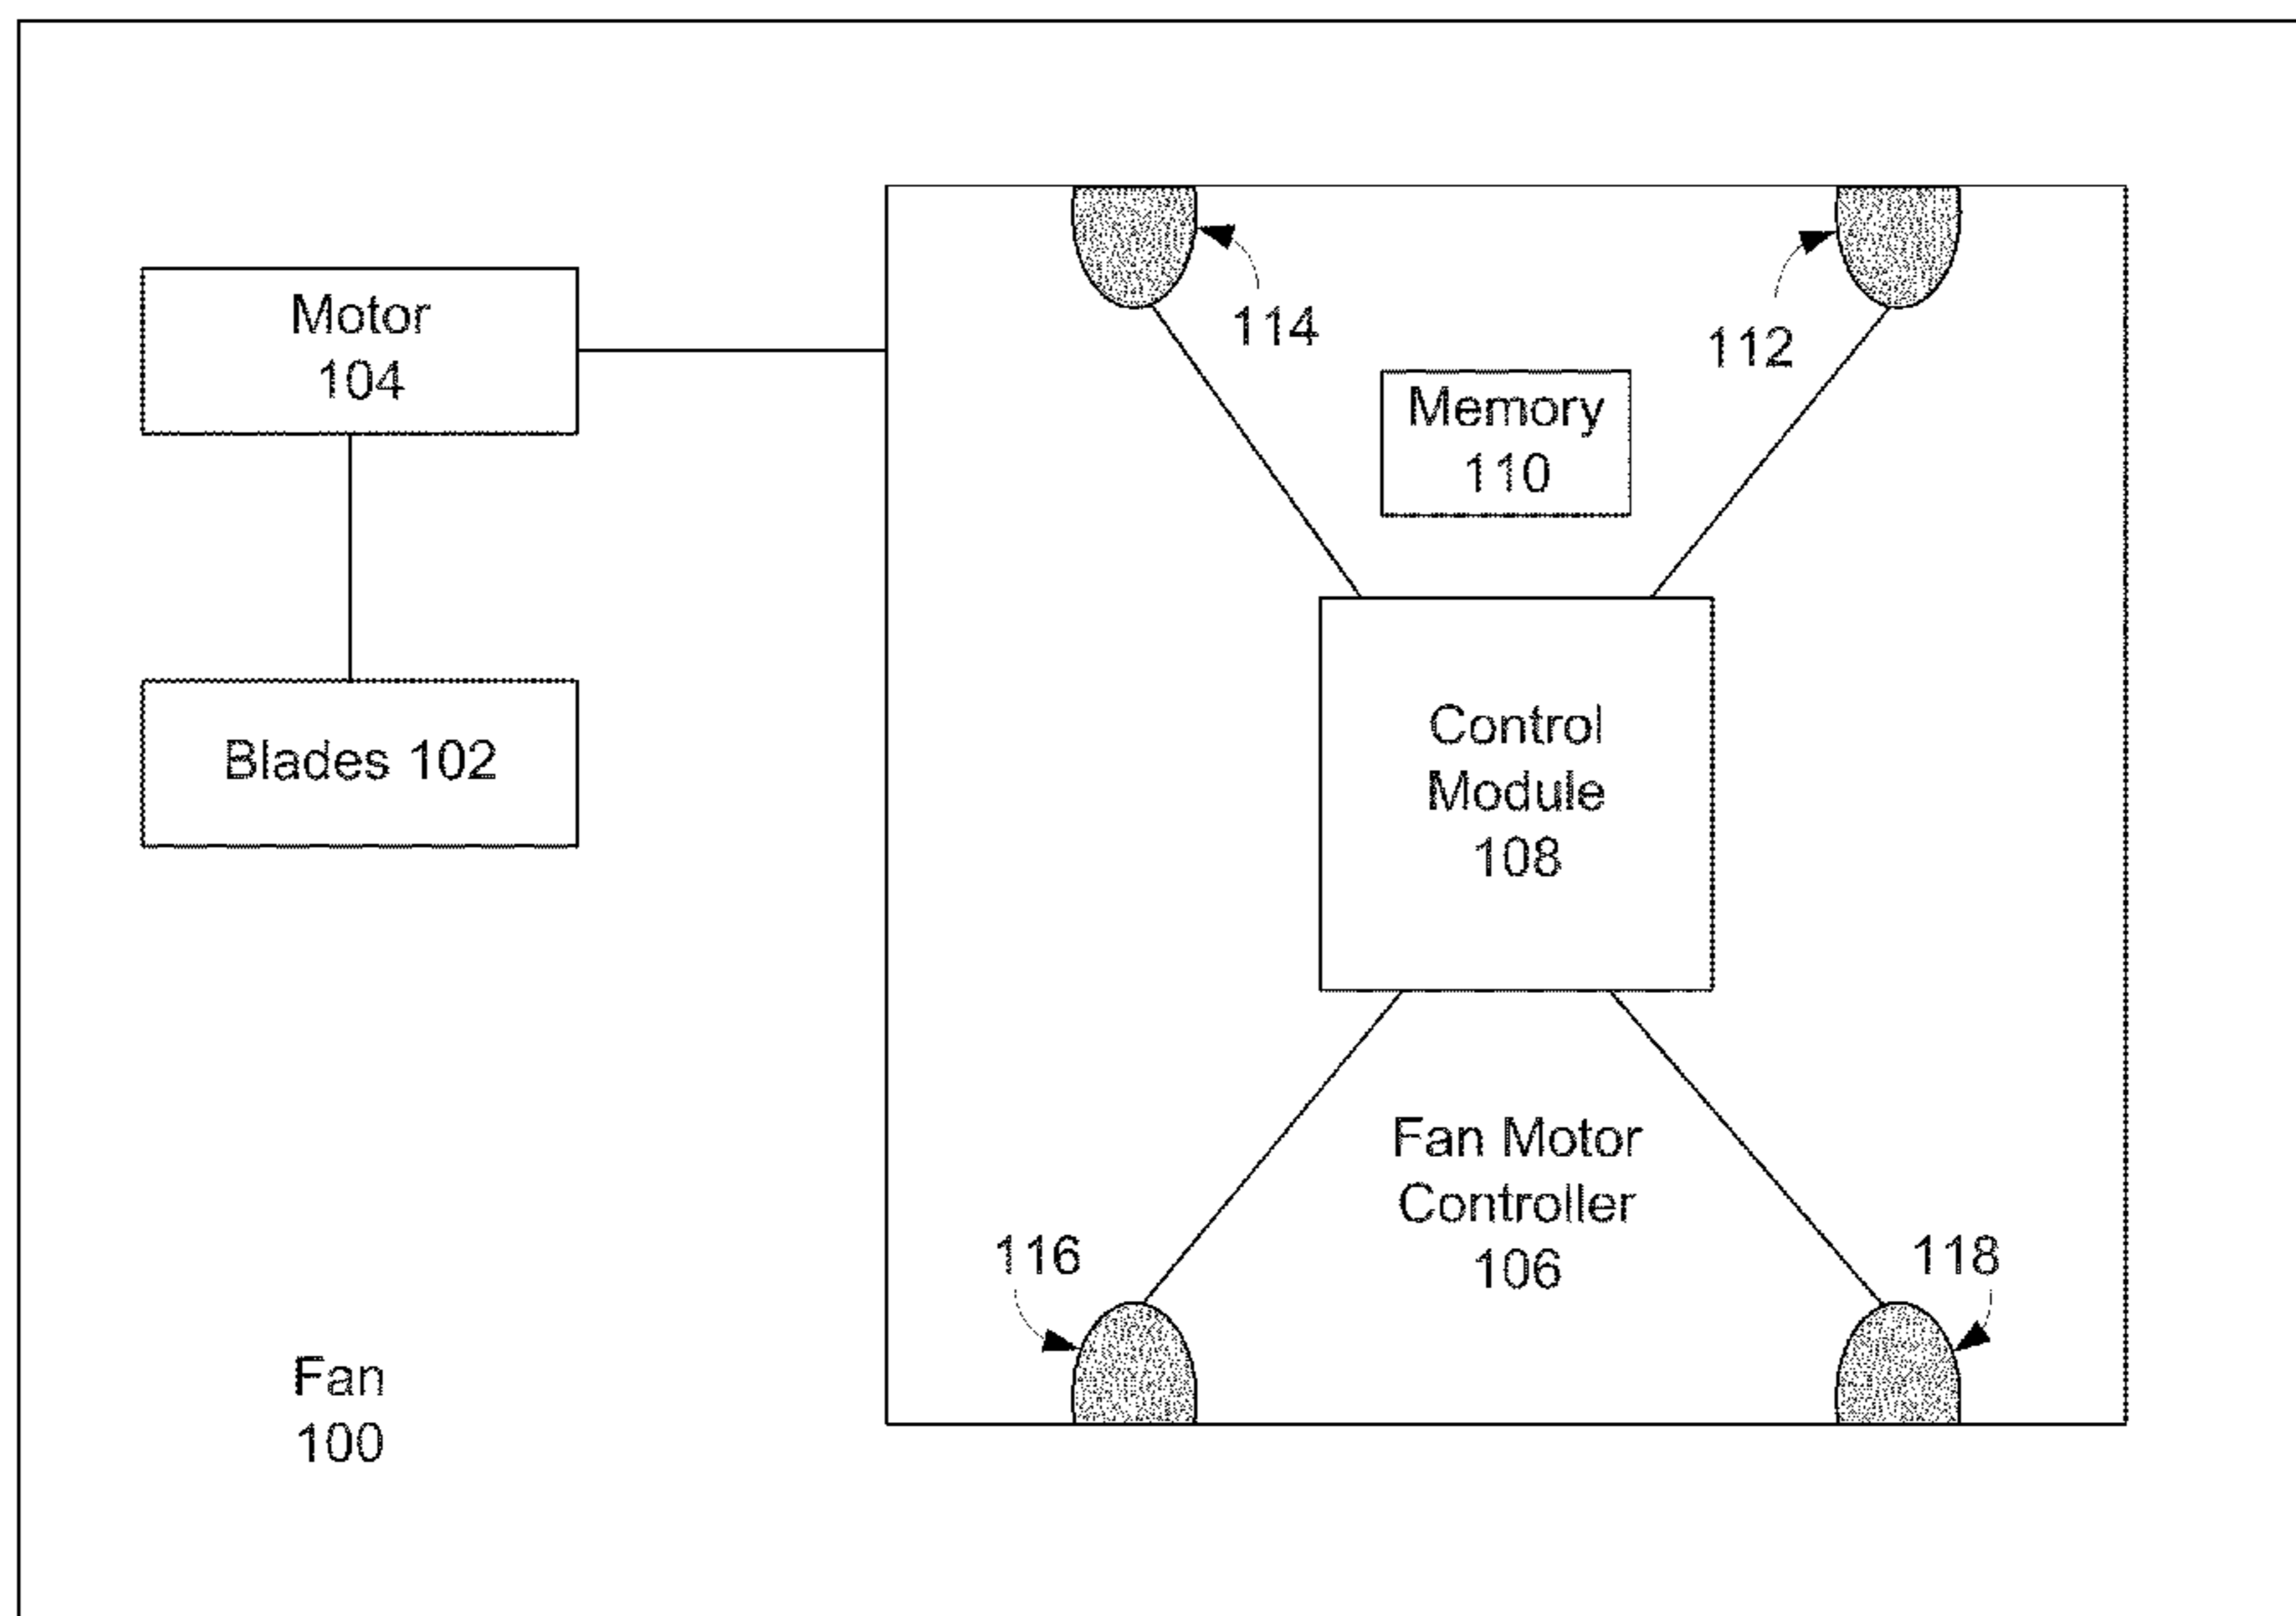 Motor
104
Blades 102
Fan
100
114
112
Memory
110
Control
Module
108
Fan Motor
Controller
106
116
118